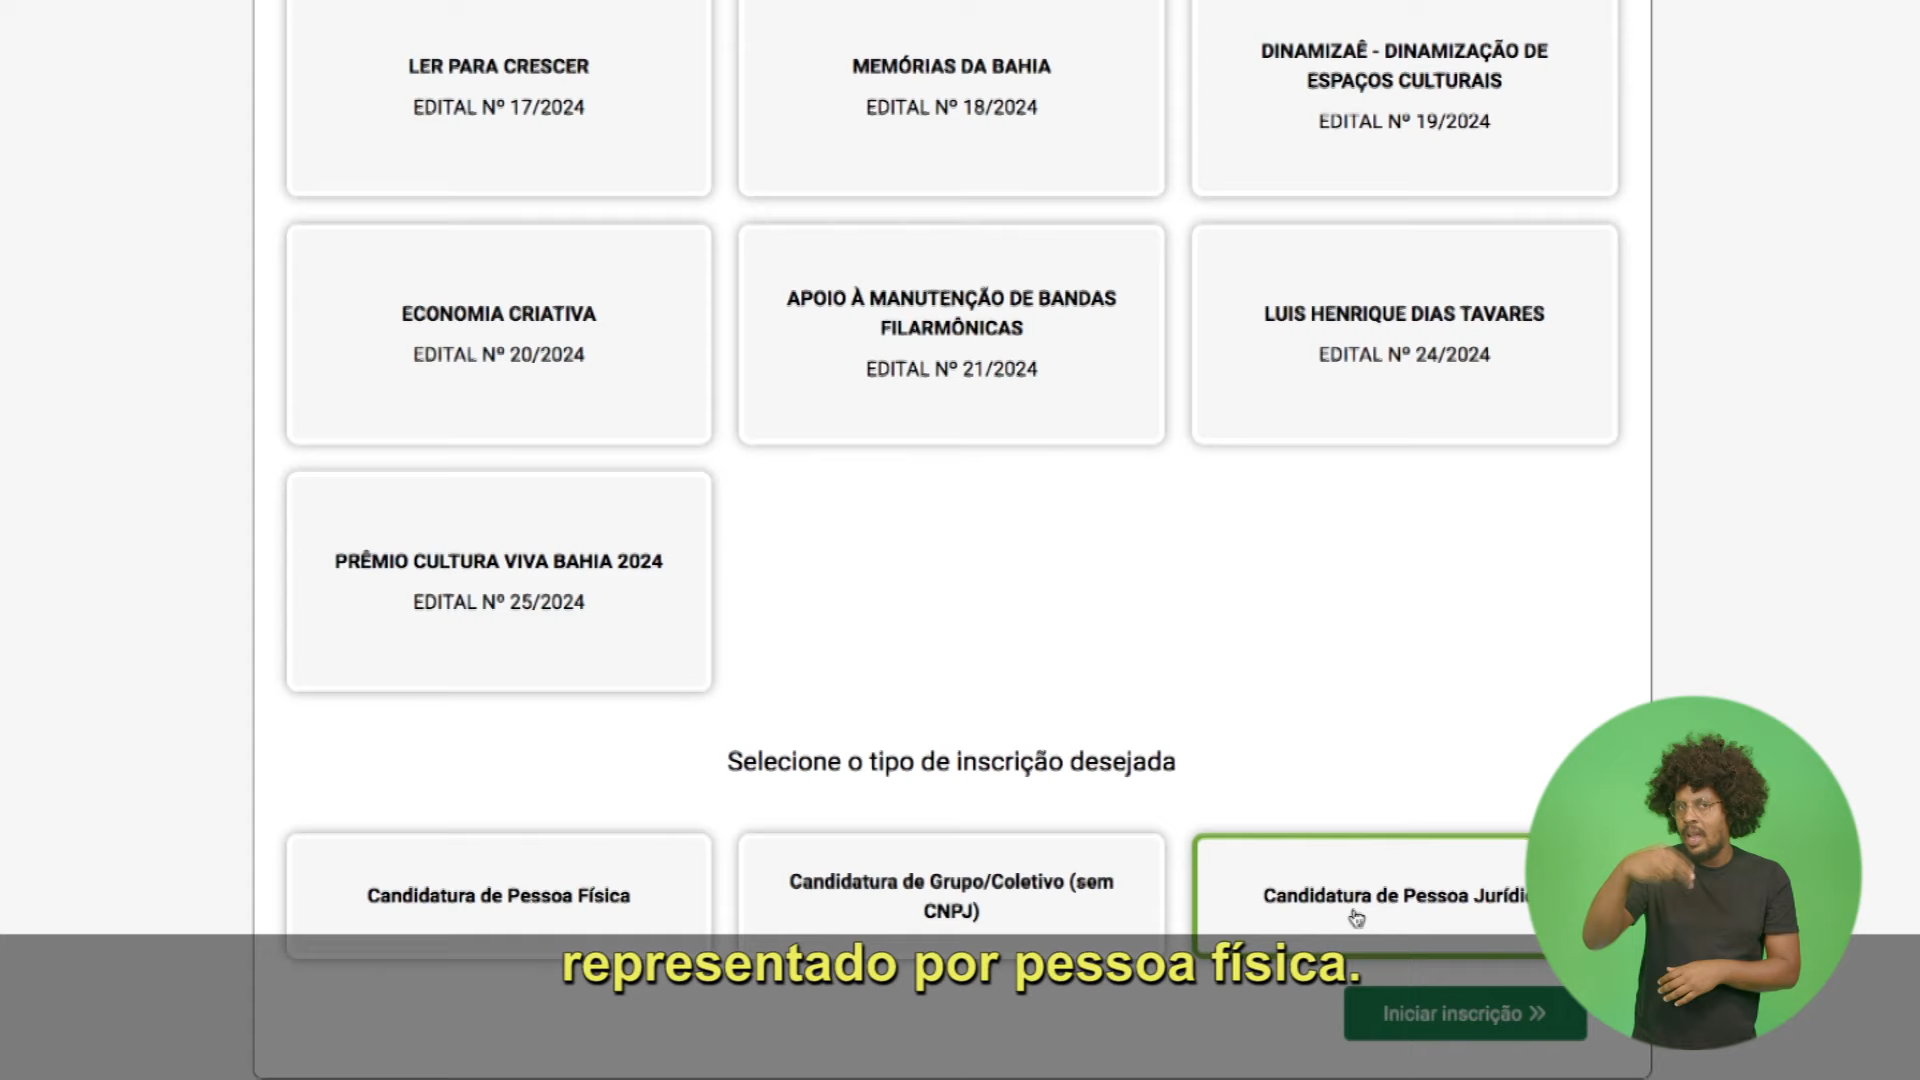 LER PARA CRESCER
EDITAL Nº 17/2024
MEMÓRIAS DA BAHIA
EDITAL Nº 18/2024
DINAMIZAÊ - DINAMIZAÇÃO DE
ESPAÇOS CULTURAIS
EDITAL Nº 19/2024
ECONOMIA CRIATIVA
EDITAL Nº 20/2024
APOIO À MANUTENÇÃO DE BANDAS
FILARMÔNICAS
EDITAL Nº 21/2024
LUIS HENRIQUE DIAS TAVARES
EDITAL Nº 24/2024
PRÊMIO CULTURA VIVA BAHIA 2024
EDITAL Nº 25/2024
Selecione o tipo de inscrição desejada
Candidatura de Pessoa Física
Candidatura de Grupo/Coletivo (sem
CNPJ)
Candidatura de Pessoa
representado por pessoa física.
Iniciar inscrição »